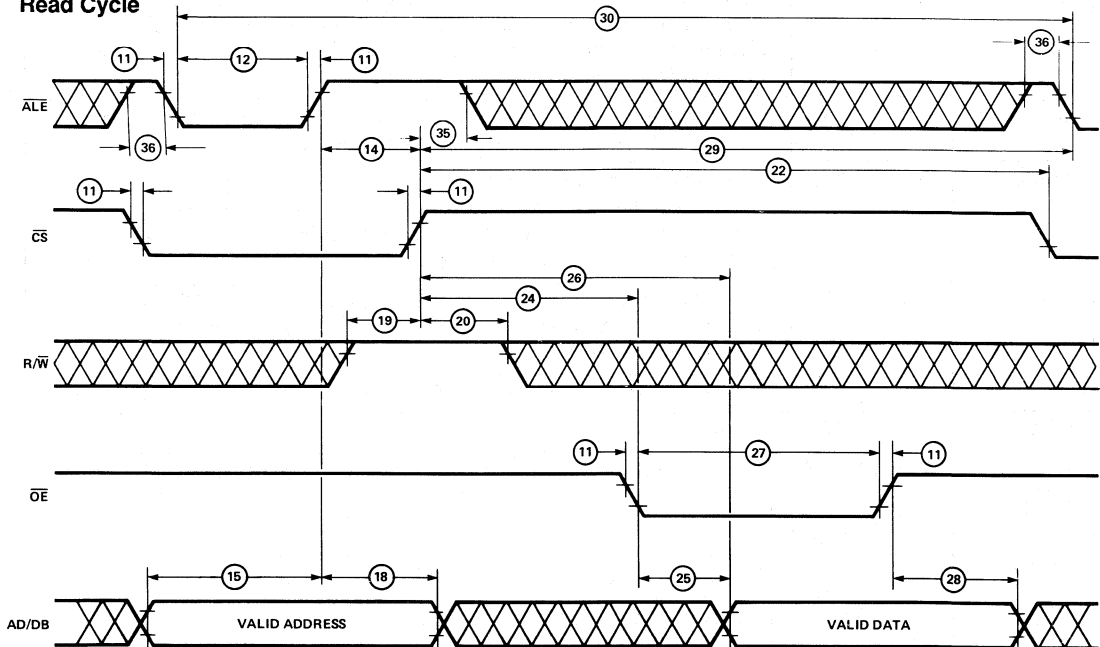 Read Cycle
30
11
12
11
36
ALE
36
14
35
29
22
11
11
CS
26
24
19
20
R/W
11
27
11
OE
15
18
25
28
AD/DB
VALID ADDRESS
VALID DATA